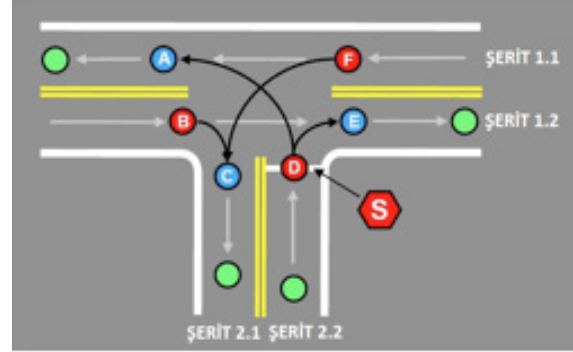 A
F
ŞERİT 1.1
B
E
ŞERİT 1.2
C
D
S
ŞERİT 2.1 ŞERİT 2.2